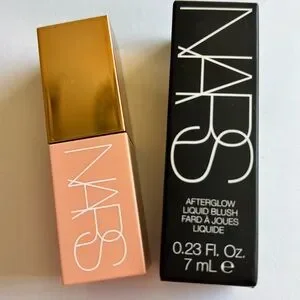 NARS
NARS
AFTERGLOW
LIQUID BLUSH
FARD À JOUES
LIQUIDE
0.23 Fl. Oz.
7 mL ℮